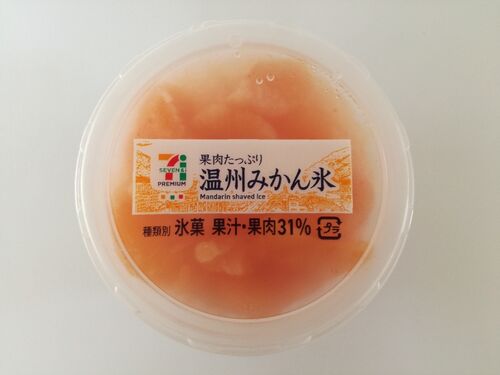 SEVEN&i
PREMIUM
果肉たっぷり
温州みかん氷
Mandarin shaved Ice
種類別 氷菓 果汁・果肉31% プラ